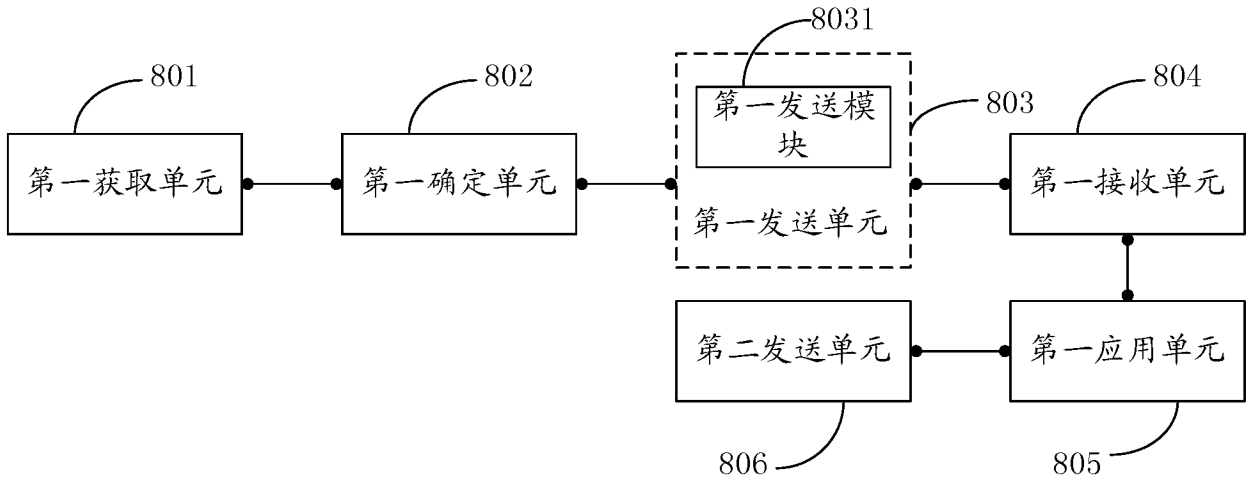 8031
801
802
第一发送模
块
803
804
第一获取单元
第一确定单元
第一发送单元
第一接收单元
第二发送单元
第一应用单元
806
805